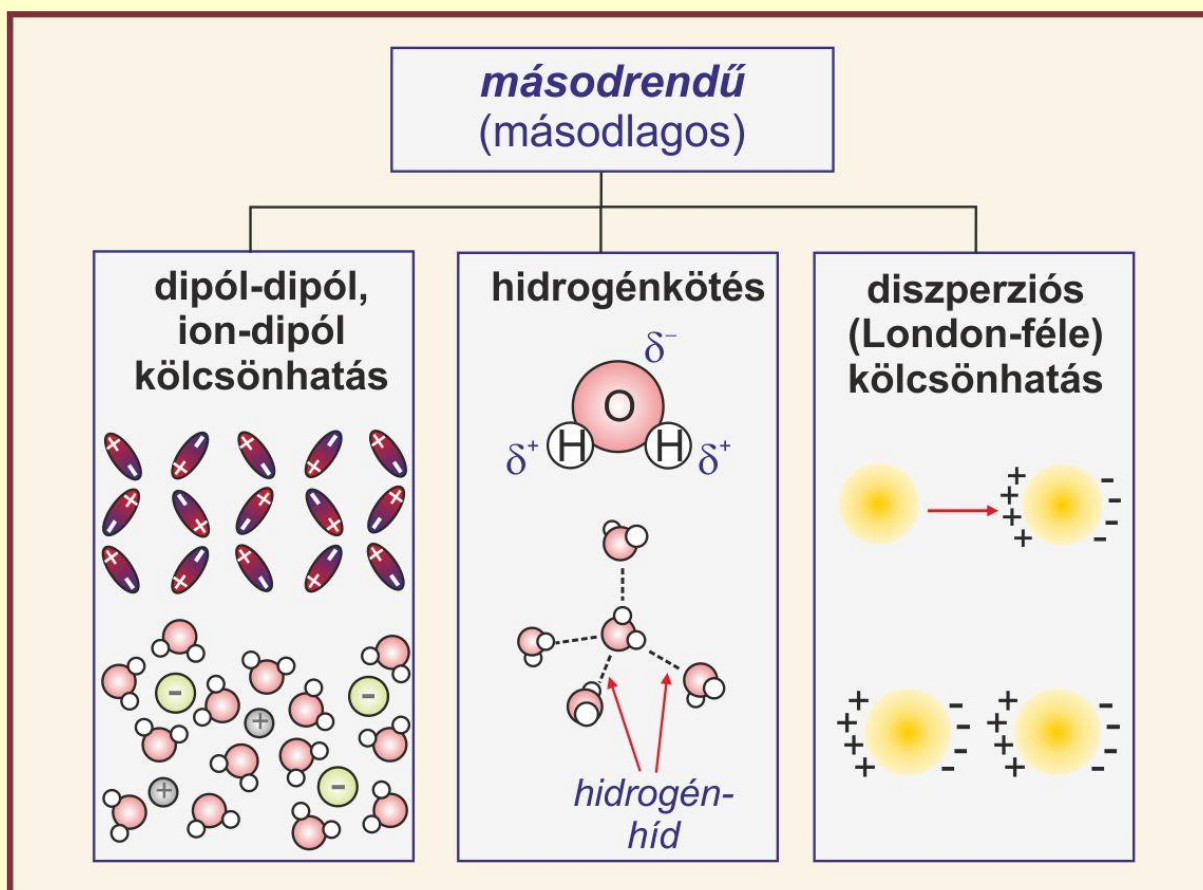 másodrendű
(másodlagos)
dipól-dipól,
ion-dipól
kölcsönhatás
hidrogénkötés
δ⁻
O
H
H
δ⁺
δ⁺
hidrogén-
híd
diszperziós
(London-féle)
kölcsönhatás